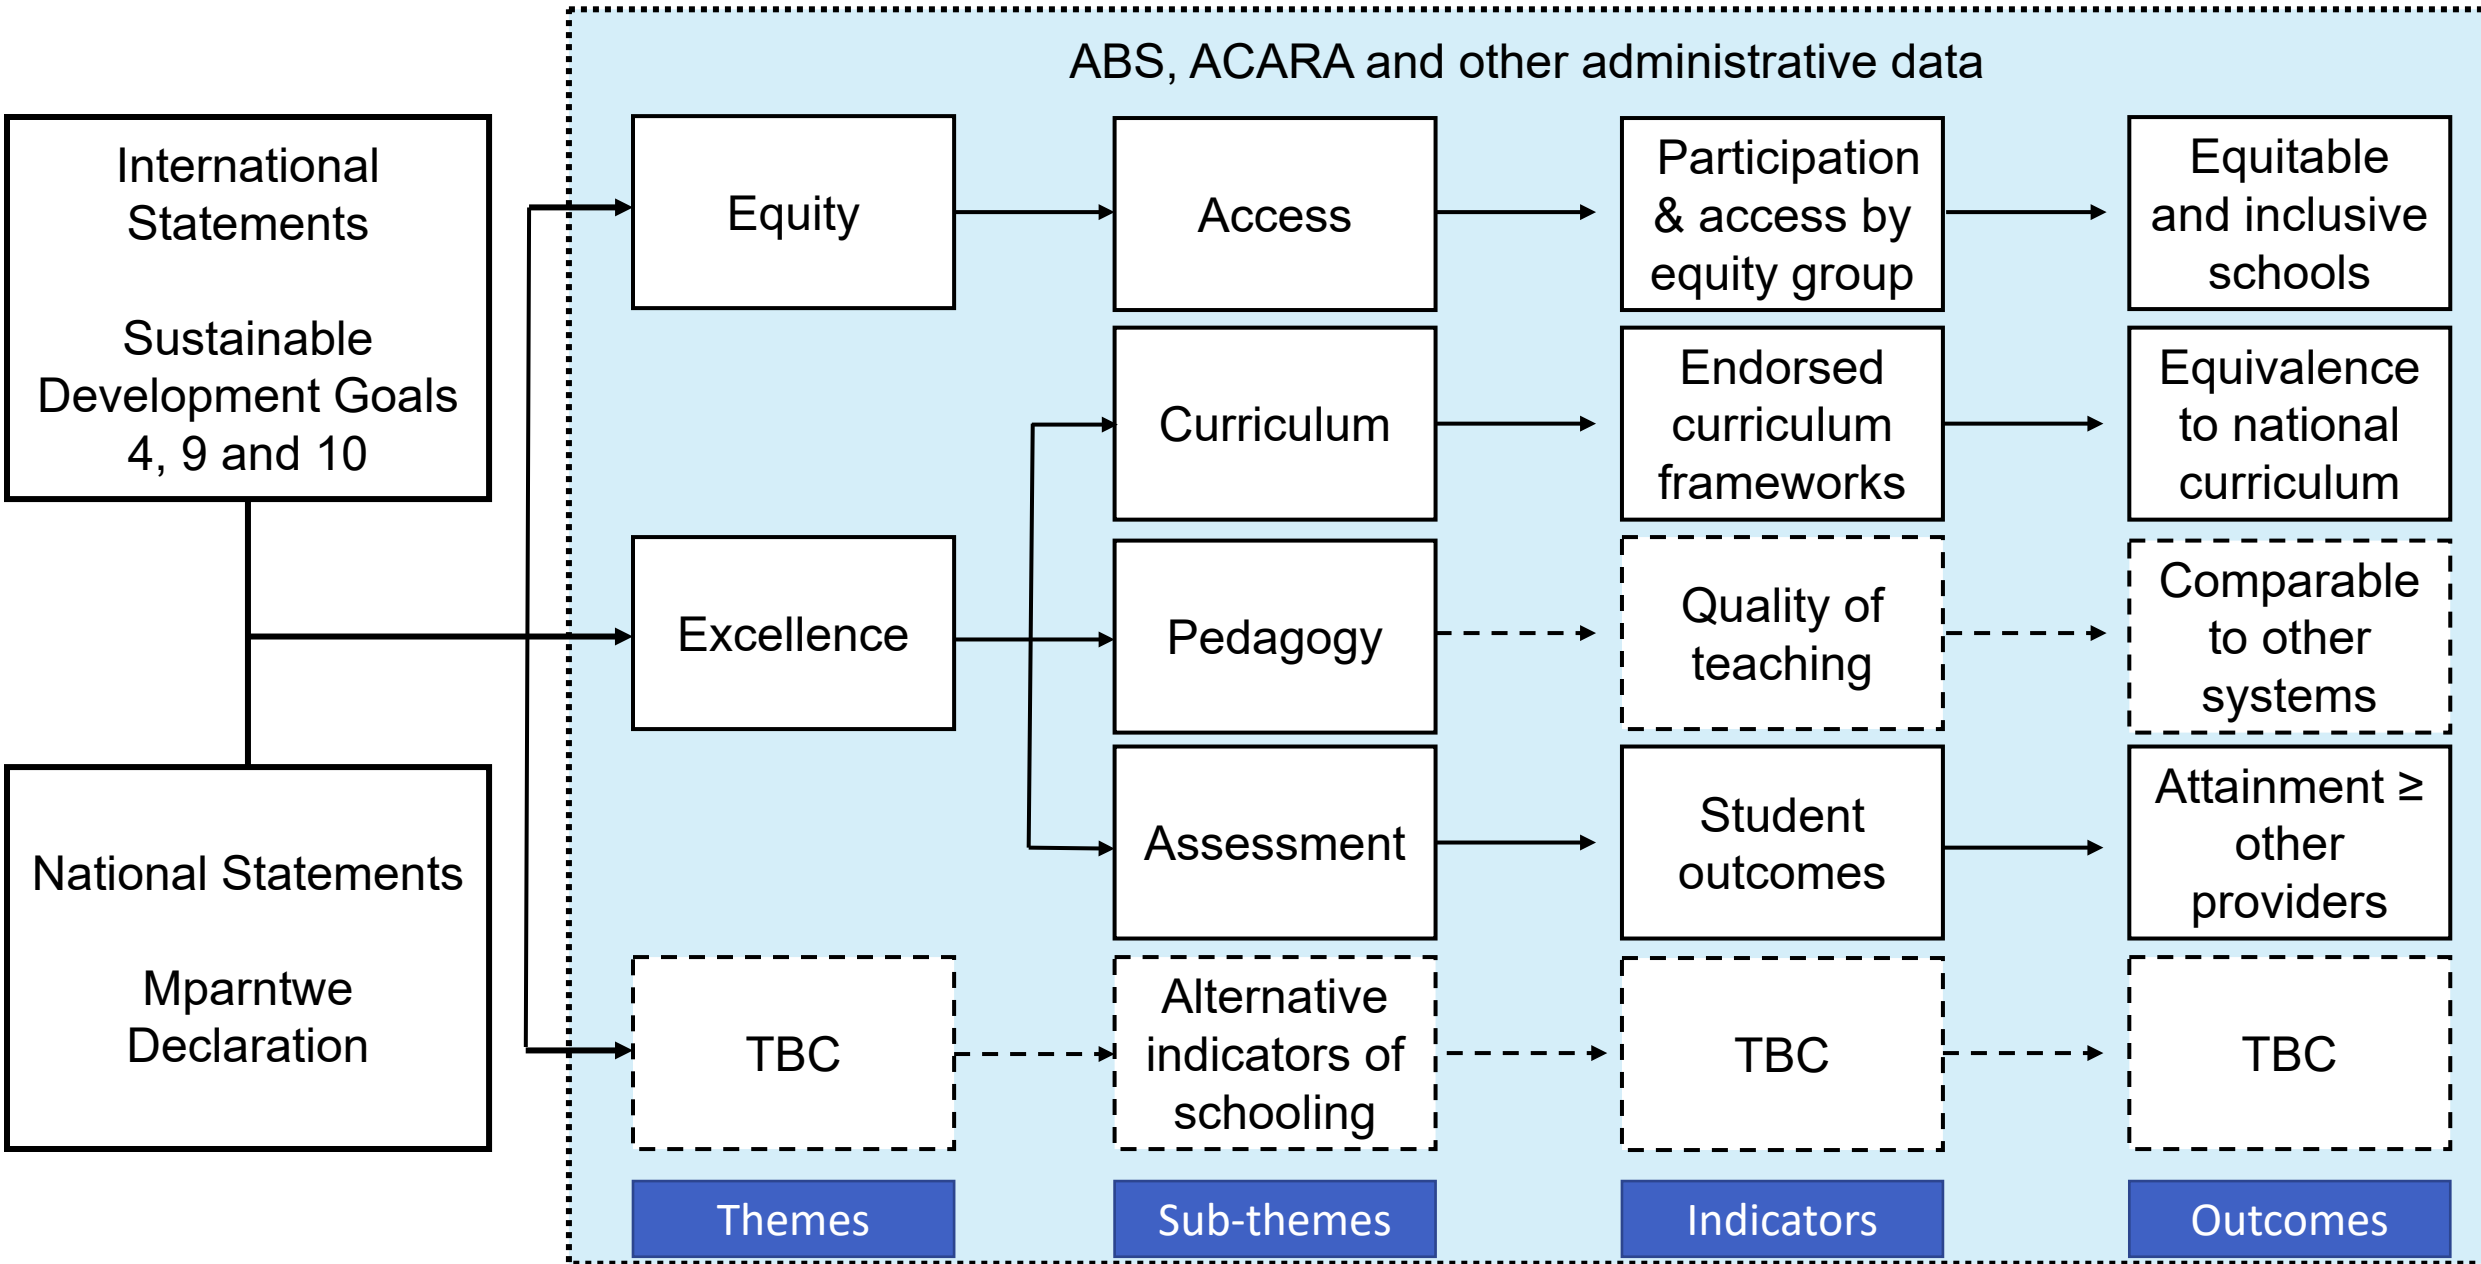 ABS, ACARA and other administrative data
International
Statements
Sustainable
Development Goals
4, 9 and 10
National Statements
Mparntwe
Declaration
Equity
Access
Participation
& access by
equity group
Equitable
and inclusive
schools
Curriculum
Endorsed
curriculum
frameworks
Equivalence
to national
curriculum
Excellence
Pedagogy
Quality of
teaching
Comparable
to other
systems
Assessment
Student
outcomes
Attainment ≥
other
providers
TBC
Alternative
indicators of
schooling
TBC
TBC
Themes
Sub-themes
Indicators
Outcomes